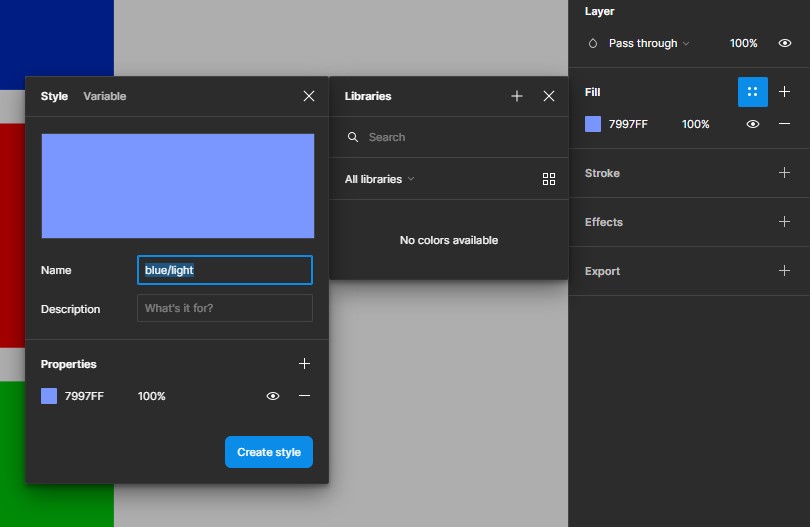 Layer
Pass through 100%
Style Variable
Libraries
Fill
7997FF 100%
Search
All libraries
Stroke
Effects
No colors available
Name blue/light
Export
Description What's it for?
Properties
7997FF 100%
Create style